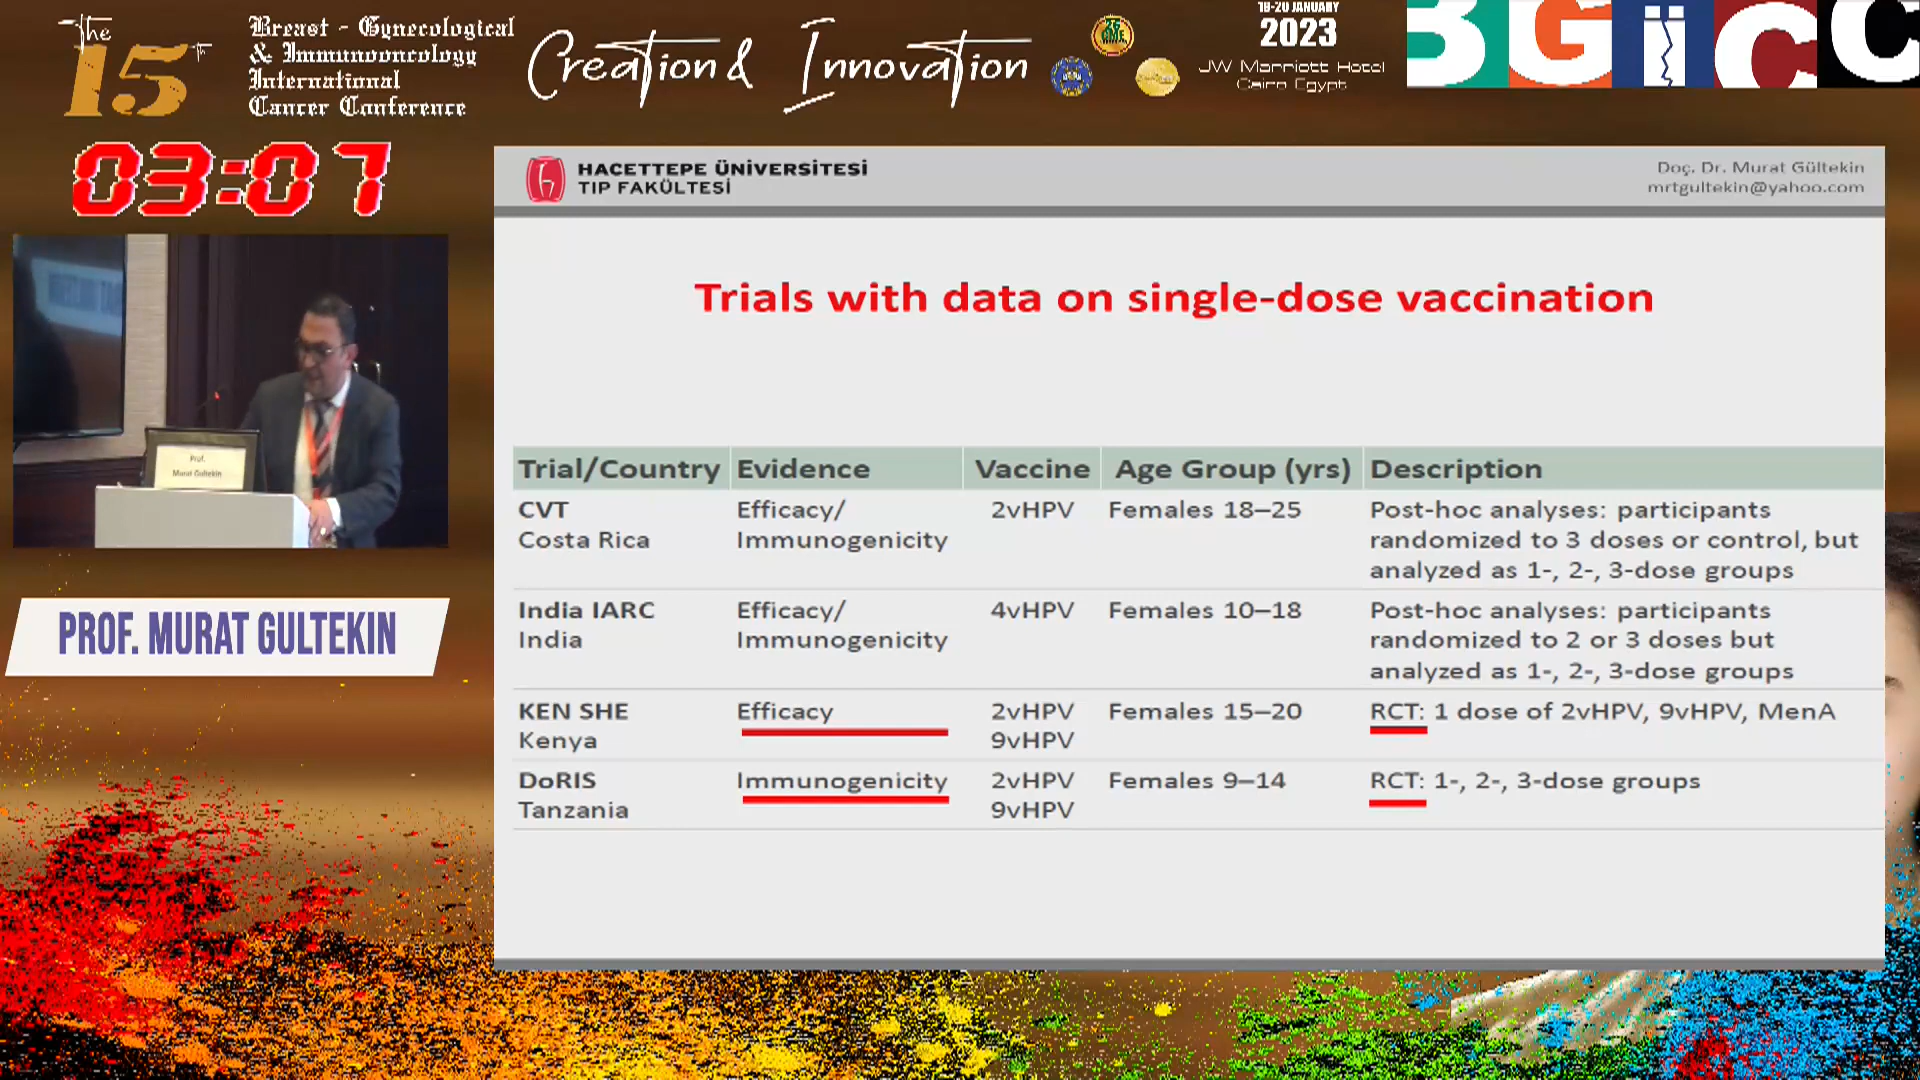 The
15th
Breast - Gynecological
& Immunooncology
International
Cancer Conference
Creation & Innovation
18-20 JANUARY
2023
JW Marriott Hotel
Cairo Egypt
BGiCC
03:07
HACETTEPE ÜNİVERSİTESİ
TIP FAKÜLTESİ
Doç. Dr. Murat Gültekin
mrtgultekin@yahoo.com
Prof.
Murat Gultekin
PROF. MURAT GULTEKIN
Trials with data on single-dose vaccination
Trial/Country Evidence Vaccine Age Group (yrs) Description
CVT Efficacy/ 2vHPV Females 18–25 Post-hoc analyses: participants
Costa Rica Immunogenicity randomized to 3 doses or control, but
analyzed as 1-, 2-, 3-dose groups
India IARC Efficacy/ 4vHPV Females 10–18 Post-hoc analyses: participants
India Immunogenicity randomized to 2 or 3 doses but
analyzed as 1-, 2-, 3-dose groups
KEN SHE Efficacy 2vHPV Females 15–20 RCT: 1 dose of 2vHPV, 9vHPV, MenA
Kenya 9vHPV
DoRIS Immunogenicity 2vHPV Females 9–14 RCT: 1-, 2-, 3-dose groups
Tanzania 9vHPV